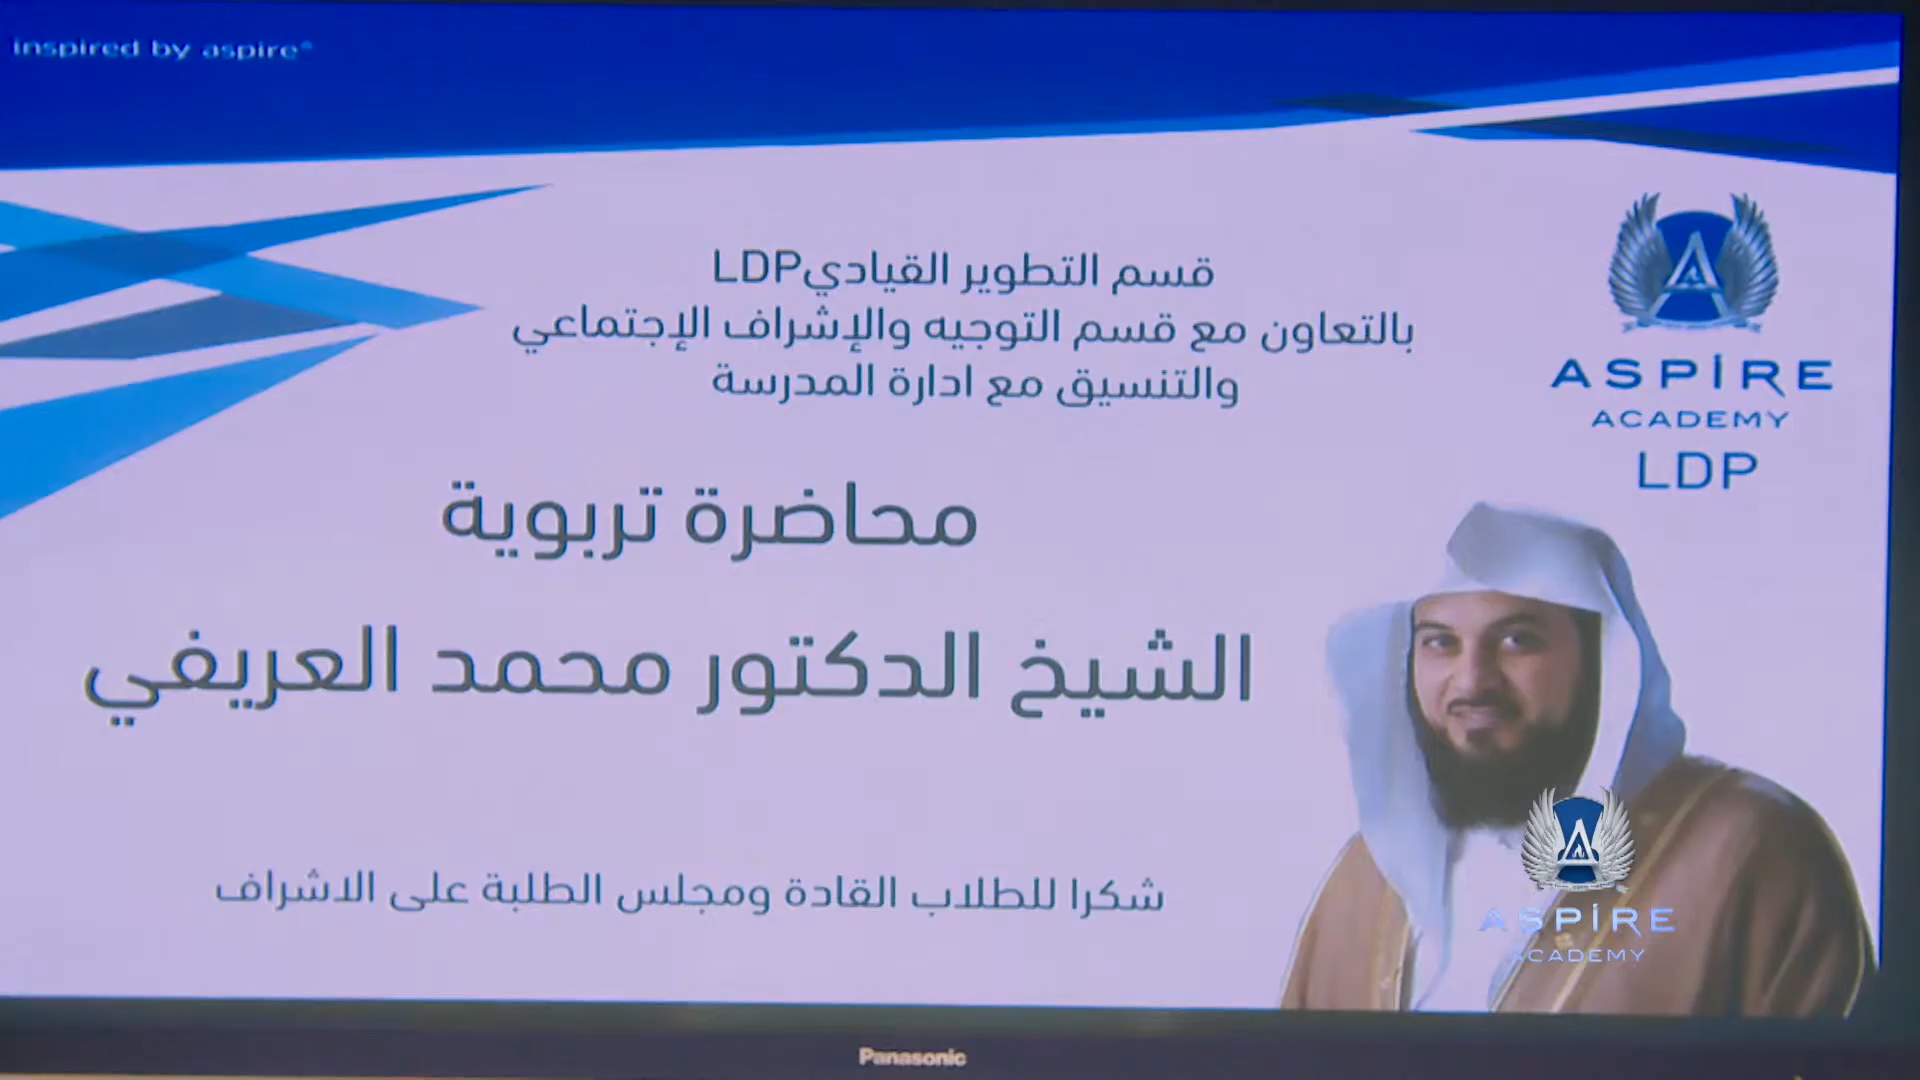 inspired by aspire®
قسم التطوير القياديLDP
بالتعاون مع قسم التوجيه والإشراف الإجتماعي
والتنسيق مع ادارة المدرسة
ASPIRE
ACADEMY
LDP
محاضرة تربوية
الشيخ الدكتور محمد العريفي
شكرا للطلاب القادة ومجلس الطلبة على الاشراف
ASPIRE
ACADEMY
Panasonic